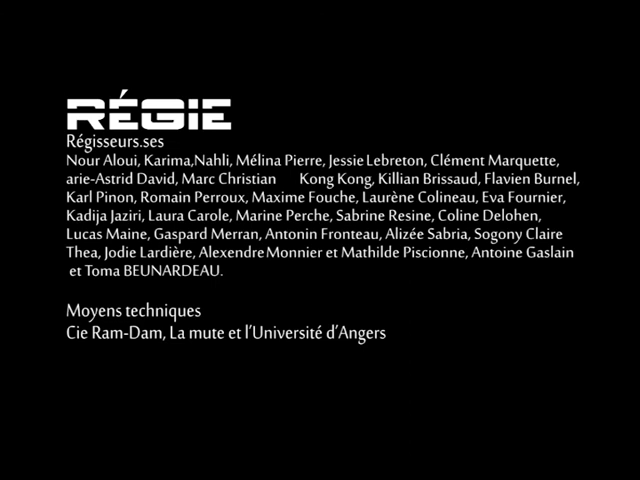 RÉGIE
Régisseurs.ses
Nour Aloui, Karima,Nahli, Mélina Pierre, Jessie Lebreton, Clément Marquette,
arie-Astrid David, Marc Christian Kong Kong, Killian Brissaud, Flavien Burnel,
Karl Pinon, Romain Perroux, Maxime Fouche, Laurène Colineau, Eva Fournier,
Kadija Jaziri, Laura Carole, Marine Perche, Sabrine Resine, Coline Delohen,
Lucas Maine, Gaspard Merran, Antonin Fronteau, Alizée Sabria, Sogony Claire
Thea, Jodie Lardière, Alexendre Monnier et Mathilde Piscionne, Antoine Gaslain
et Toma BEUNARDEAU.
Moyens techniques
Cie Ram-Dam, La mute et l'Université d'Angers